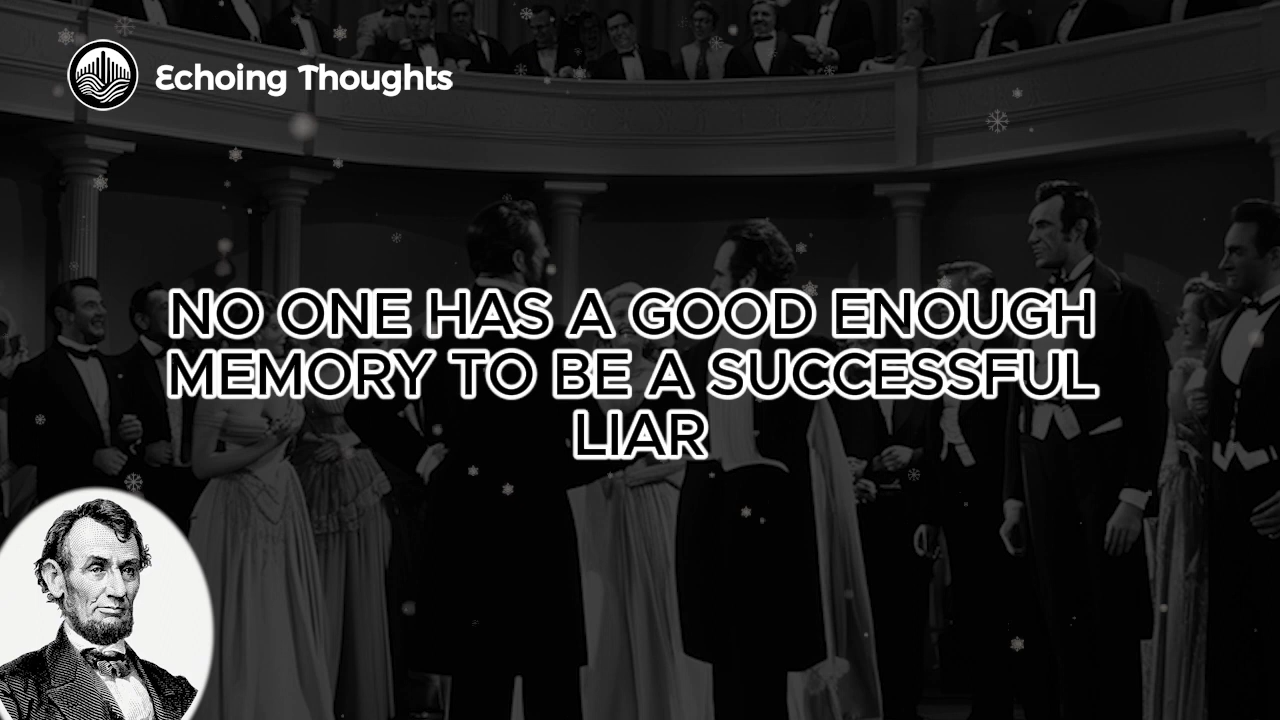 Echoing Thoughts
NO ONE HAS A GOOD ENOUGH
MEMORY TO BE A SUCCESSFUL
LIAR